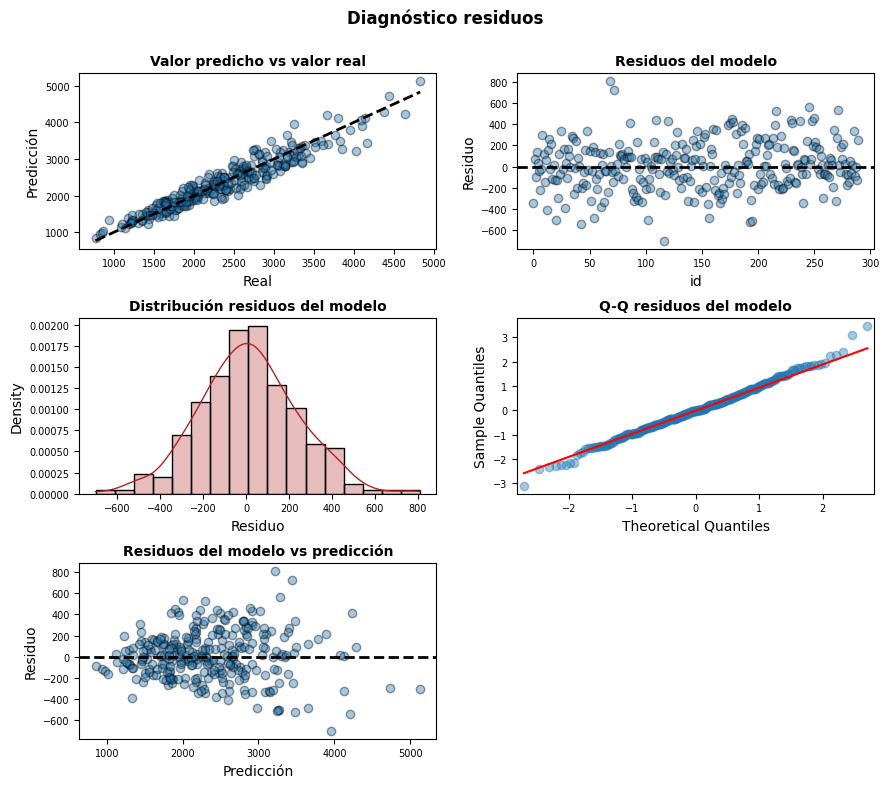 Diagnóstico residuos
Valor predicho vs valor real
5000
4000
3000
2000
1000
Predicción
1000 1500 2000 2500 3000 3500 4000 4500 5000
Real
Residuos del modelo
800
600
400
200
0
−200
−400
−600
Residuo
0 50 100 150 200 250 300
id
Distribución residuos del modelo
0.00200
0.00175
0.00150
0.00125
0.00100
0.00075
0.00050
0.00025
0.00000
Density
−600 −400 −200 0 200 400 600 800
Residuo
Q-Q residuos del modelo
3
2
1
0
−1
−2
−3
Sample Quantiles
−2 −1 0 1 2
Theoretical Quantiles
Residuos del modelo vs predicción
800
600
400
200
0
−200
−400
−600
Residuo
1000 2000 3000 4000 5000
Predicción